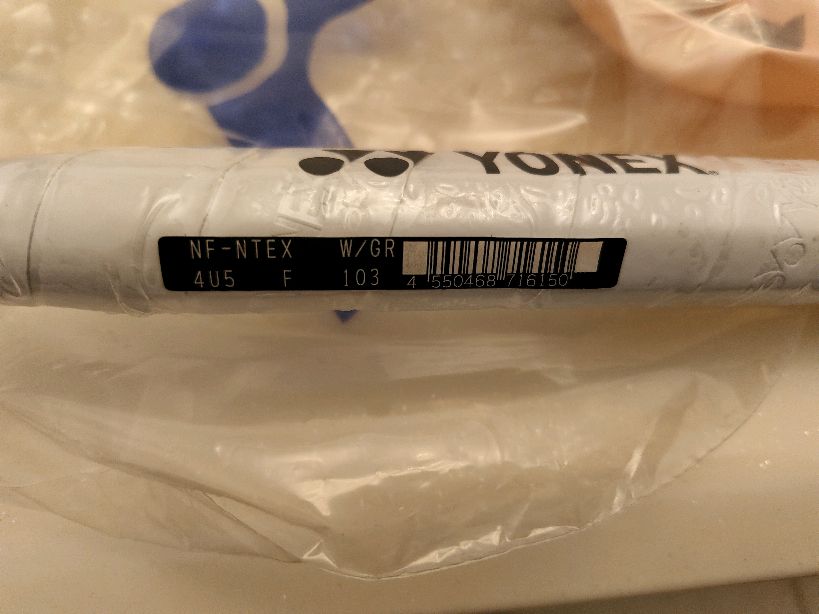 YONEX
NF-NTEX W/GR
4U5 F 103
4 550468 716150